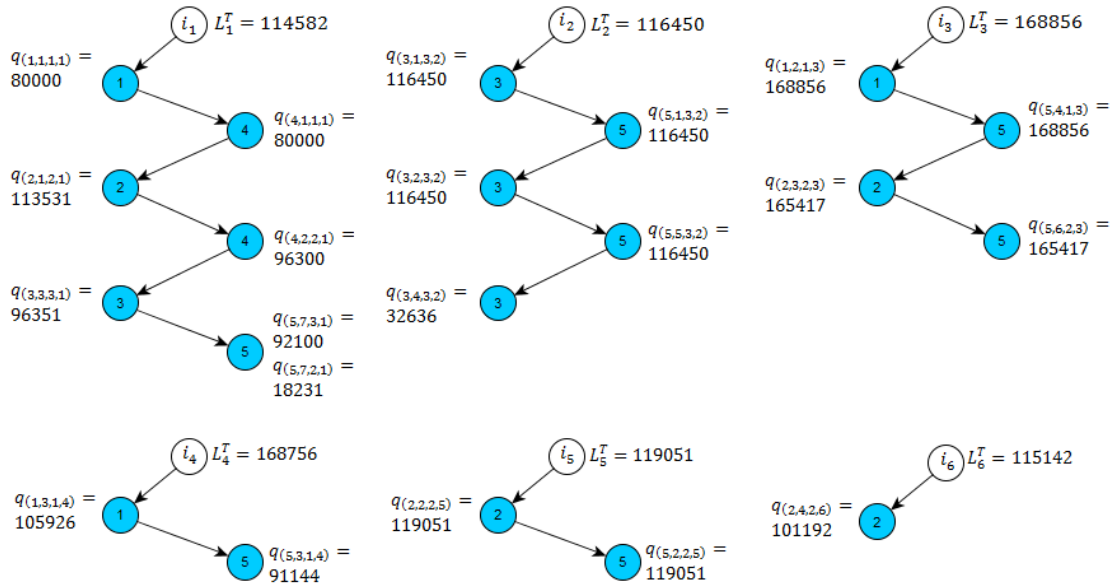 i₁ L₁ᵀ = 114582
q₍₁,₁,₁,₁₎ =
80000
1
4
q₍₄,₁,₁,₁₎ =
80000
q₍₂,₁,₂,₁₎ =
113531
2
4
q₍₄,₂,₂,₁₎ =
96300
q₍₃,₃,₃,₁₎ =
96351
3
5
q₍₅,₇,₃,₁₎ =
92100
q₍₅,₇,₂,₁₎ =
18231
i₂ L₂ᵀ = 116450
q₍₃,₁,₃,₂₎ =
116450
3
5
q₍₅,₁,₃,₂₎ =
116450
q₍₃,₂,₃,₂₎ =
116450
3
5
q₍₅,₅,₃,₂₎ =
116450
q₍₃,₄,₃,₂₎ =
32636
3
i₃ L₃ᵀ = 168856
q₍₁,₂,₁,₃₎ =
168856
1
5
q₍₅,₄,₁,₃₎ =
168856
q₍₂,₃,₂,₃₎ =
165417
2
5
q₍₅,₆,₂,₃₎ =
165417
i₄ L₄ᵀ = 168756
q₍₁,₃,₁,₄₎ =
105926
1
5
q₍₅,₃,₁,₄₎ =
91144
i₅ L₅ᵀ = 119051
q₍₂,₂,₂,₅₎ =
119051
2
5
q₍₅,₂,₂,₅₎ =
119051
i₆ L₆ᵀ = 115142
q₍₂,₄,₂,₆₎ =
101192
2